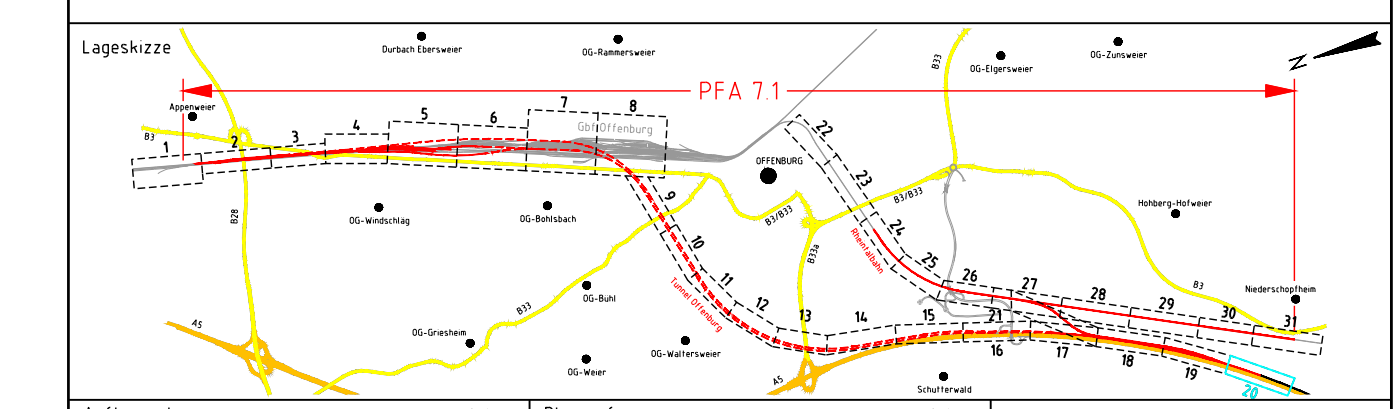 Lageskizze
Durbach Ebersweier
OG-Rammersweier
OG-Elgersweier
OG-Zunsweier
B33
N
PFA 7.1
Appenweier
B3
1
2
3
4
5
6
7
8
Gbf Offenburg
22
OFFENBURG
23
B3/B33
B3/B33
OG-Windschläg
OG-Bohlsbach
9
Hohberg-Hofweier
B28
24
Rheintalbahn
B33a
10
25
11
26
27
28
29
30
31
B3
Niederschopfheim
Tunnel Offenburg
OG-Bühl
B33
12
13
14
15
21
16
17
18
19
20
A5
OG-Griesheim
OG-Weier
OG-Waltersweier
A5
Schutterwald